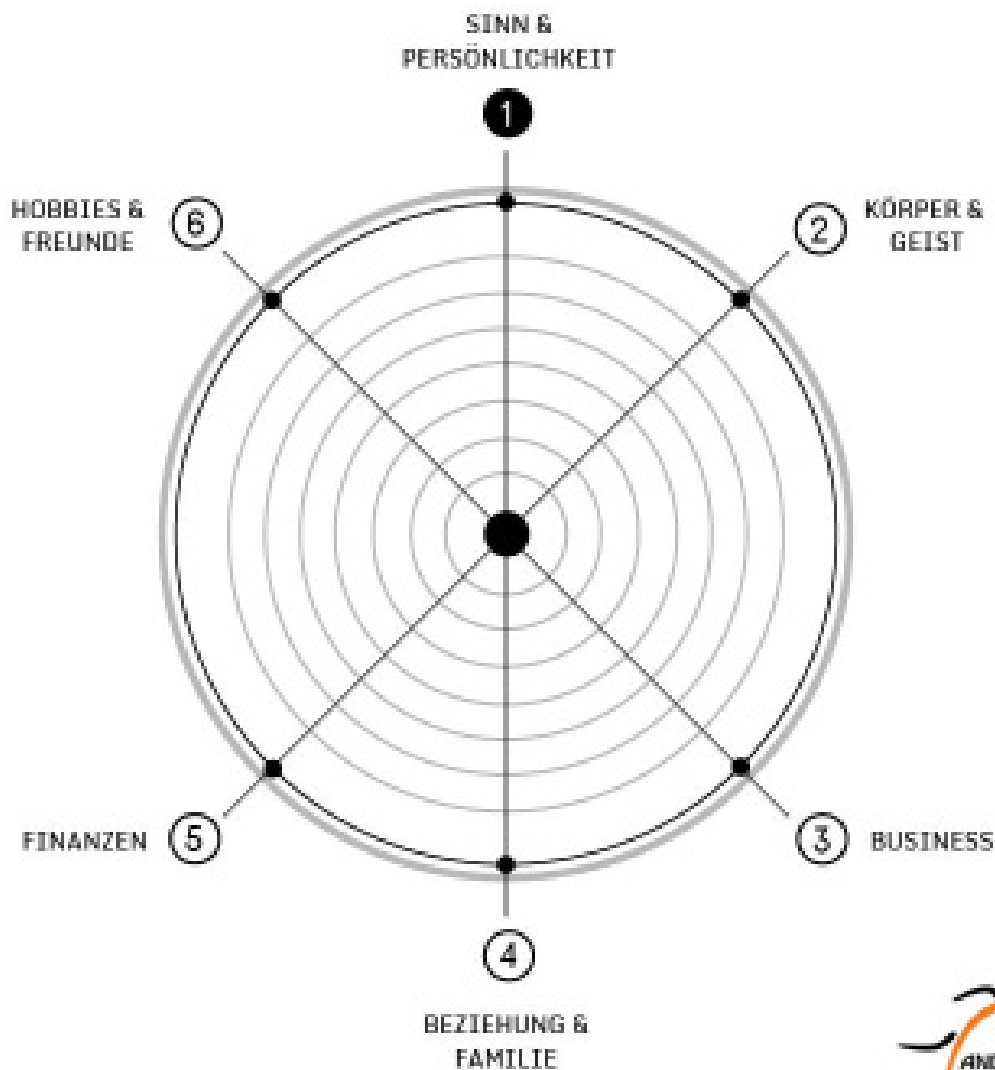 SINN &
PERSÖNLICHKEIT
1
HOBBIES &
FREUNDE
6
2
KÖRPER &
GEIST
FINANZEN
5
3
BUSINESS
4
BEZIEHUNG &
FAMILIE